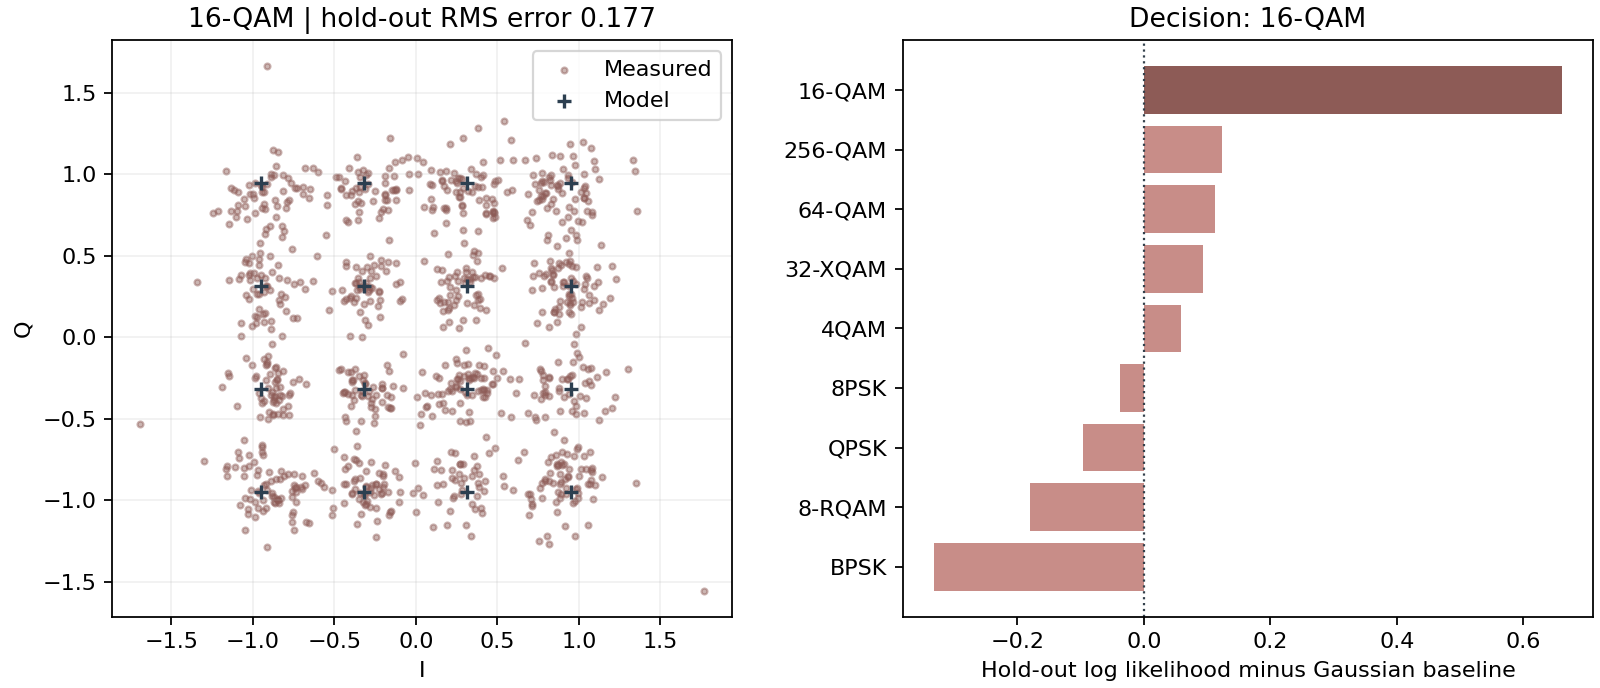 16-QAM | hold-out RMS error 0.177
Measured
Model
1.5
1.0
0.5
0.0
−0.5
−1.0
−1.5
Q
−1.5
−1.0
−0.5
0.0
0.5
1.0
1.5
I
Decision: 16-QAM
16-QAM
256-QAM
64-QAM
32-XQAM
4QAM
8PSK
QPSK
8-RQAM
BPSK
−0.2
0.0
0.2
0.4
0.6
Hold-out log likelihood minus Gaussian baseline